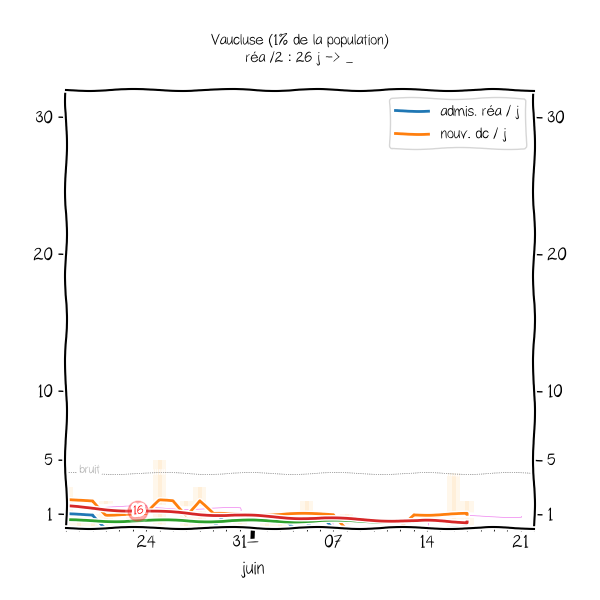 Vaucluse (1% de la population)
réa /2 : 26 j -> _
admis. réa / j
nouv. dc / j
30
30
20
20
10
10
5
bruit
5
1
16
1
24
31
07
14
21
juin